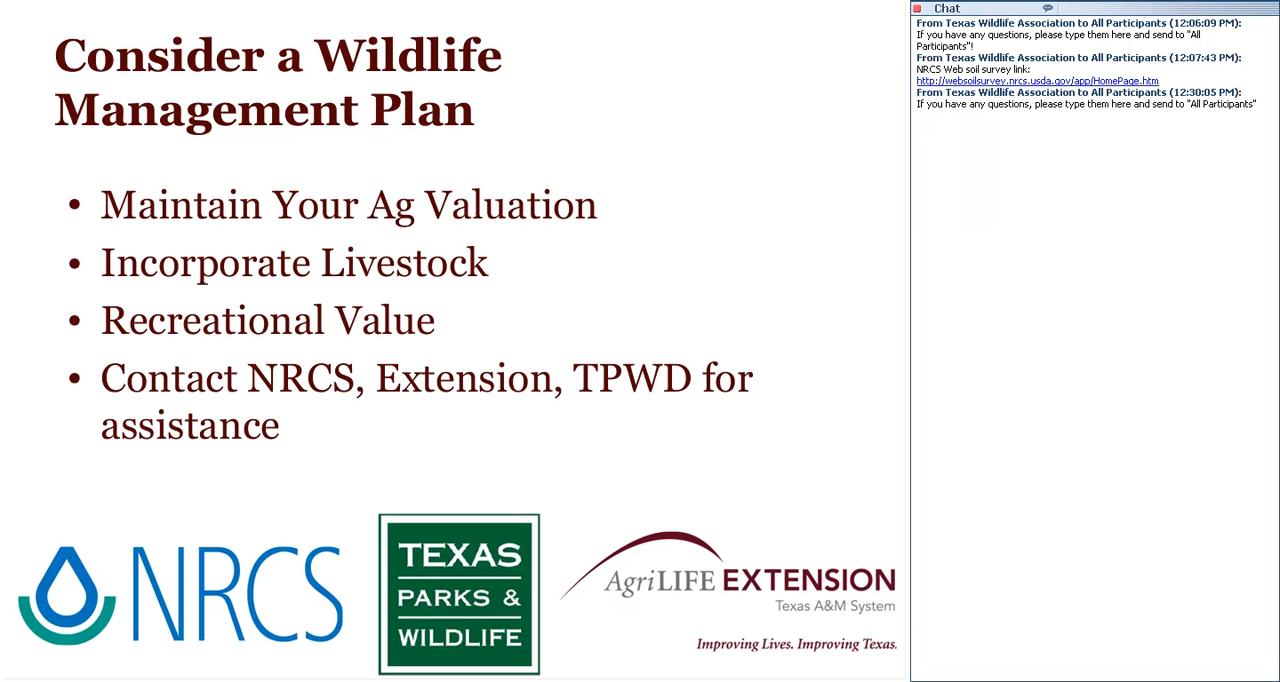 Consider a Wildlife
Management Plan
• Maintain Your Ag Valuation
• Incorporate Livestock
• Recreational Value
• Contact NRCS, Extension, TPWD for
assistance
NRCS
TEXAS
PARKS &
WILDLIFE
AgriLIFE EXTENSION
Texas A&M System
Improving Lives. Improving Texas.
Chat
From Texas Wildlife Association to All Participants (12:06:09 PM):
If you have any questions, please type them here and send to "All
Participants"!
From Texas Wildlife Association to All Participants (12:07:43 PM):
NRCS Web soil survey link:
http://websoilsurvey.nrcs.usda.gov/app/HomePage.htm
From Texas Wildlife Association to All Participants (12:30:05 PM):
If you have any questions, please type them here and send to "All Participants"